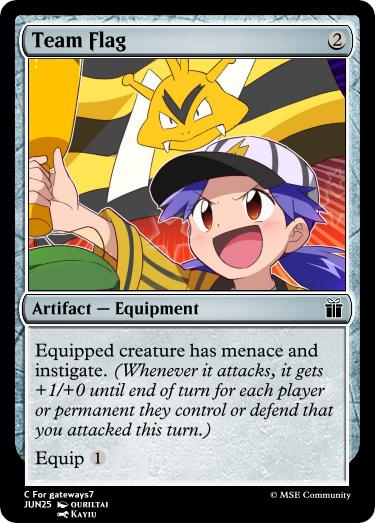 Team Flag 2
Artifact — Equipment
Equipped creature has menace and
instigate. (Whenever it attacks, it gets
+1/+0 until end of turn for each player
or permanent they control or defend that
you attacked this turn.)
Equip 1
C For gateways7
JUN25 OURILTAI
KAYIU
© MSE Community